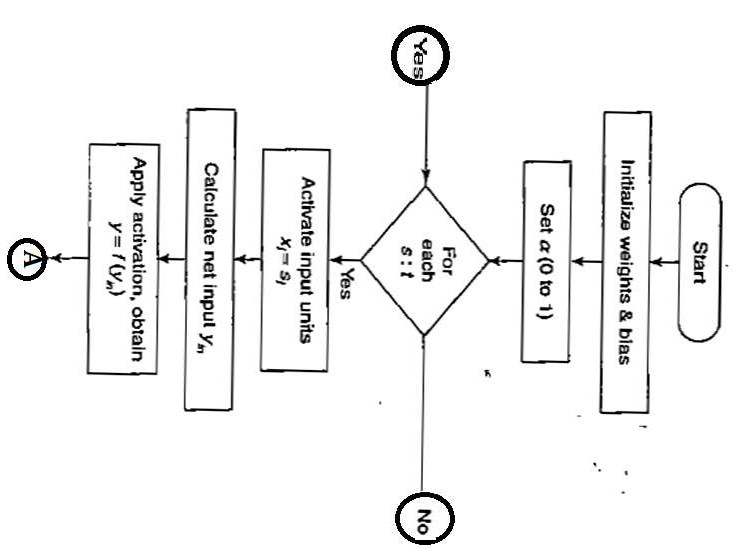 Start
Initialize weights & bias
Set α (0 to 1)
For
each
s : t
Yes
No
Yes
Activate input units
xᵢ = sᵢ
Calculate net input yᵢₙ
Apply activation, obtain
y = f (yᵢₙ)
A